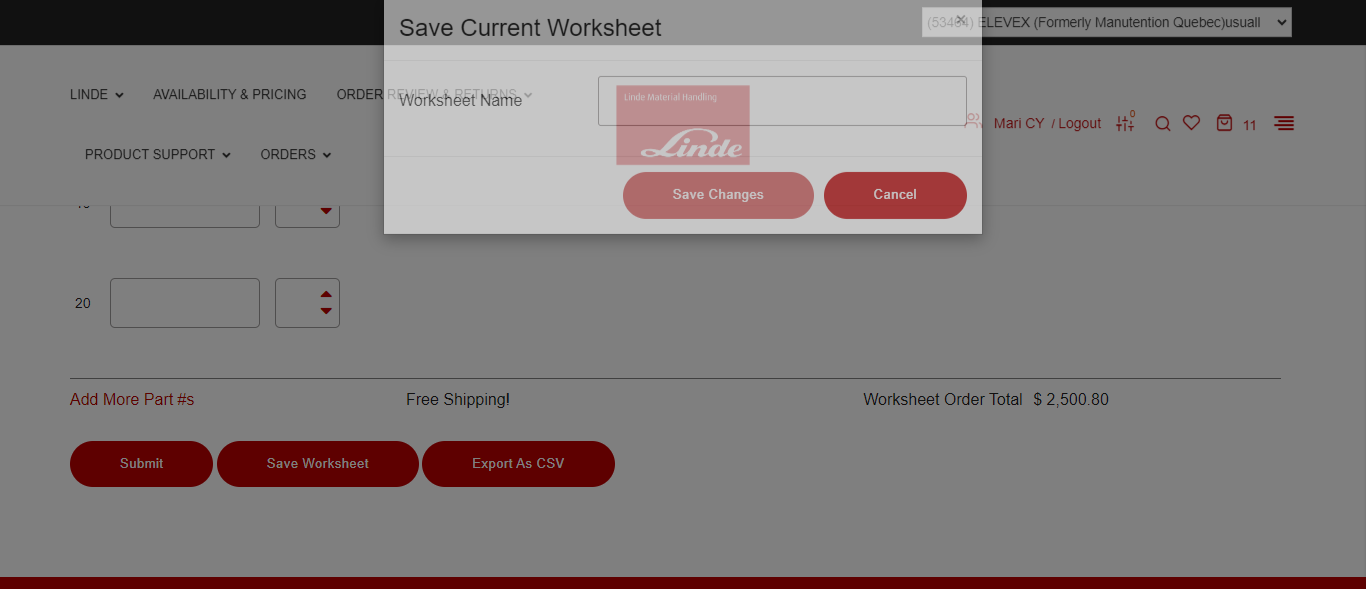 Save Current Worksheet
×
(53404) ELEVEX (Formerly Manutention Quebec)usuall
LINDE
AVAILABILITY & PRICING
ORDER REVIEW & RETURNS
Worksheet Name
Linde Material Handling
Linde
Mari CY / Logout
0
11
PRODUCT SUPPORT
ORDERS
Save Changes
Cancel
20
Add More Part #s
Free Shipping!
Worksheet Order Total $ 2,500.80
Submit
Save Worksheet
Export As CSV